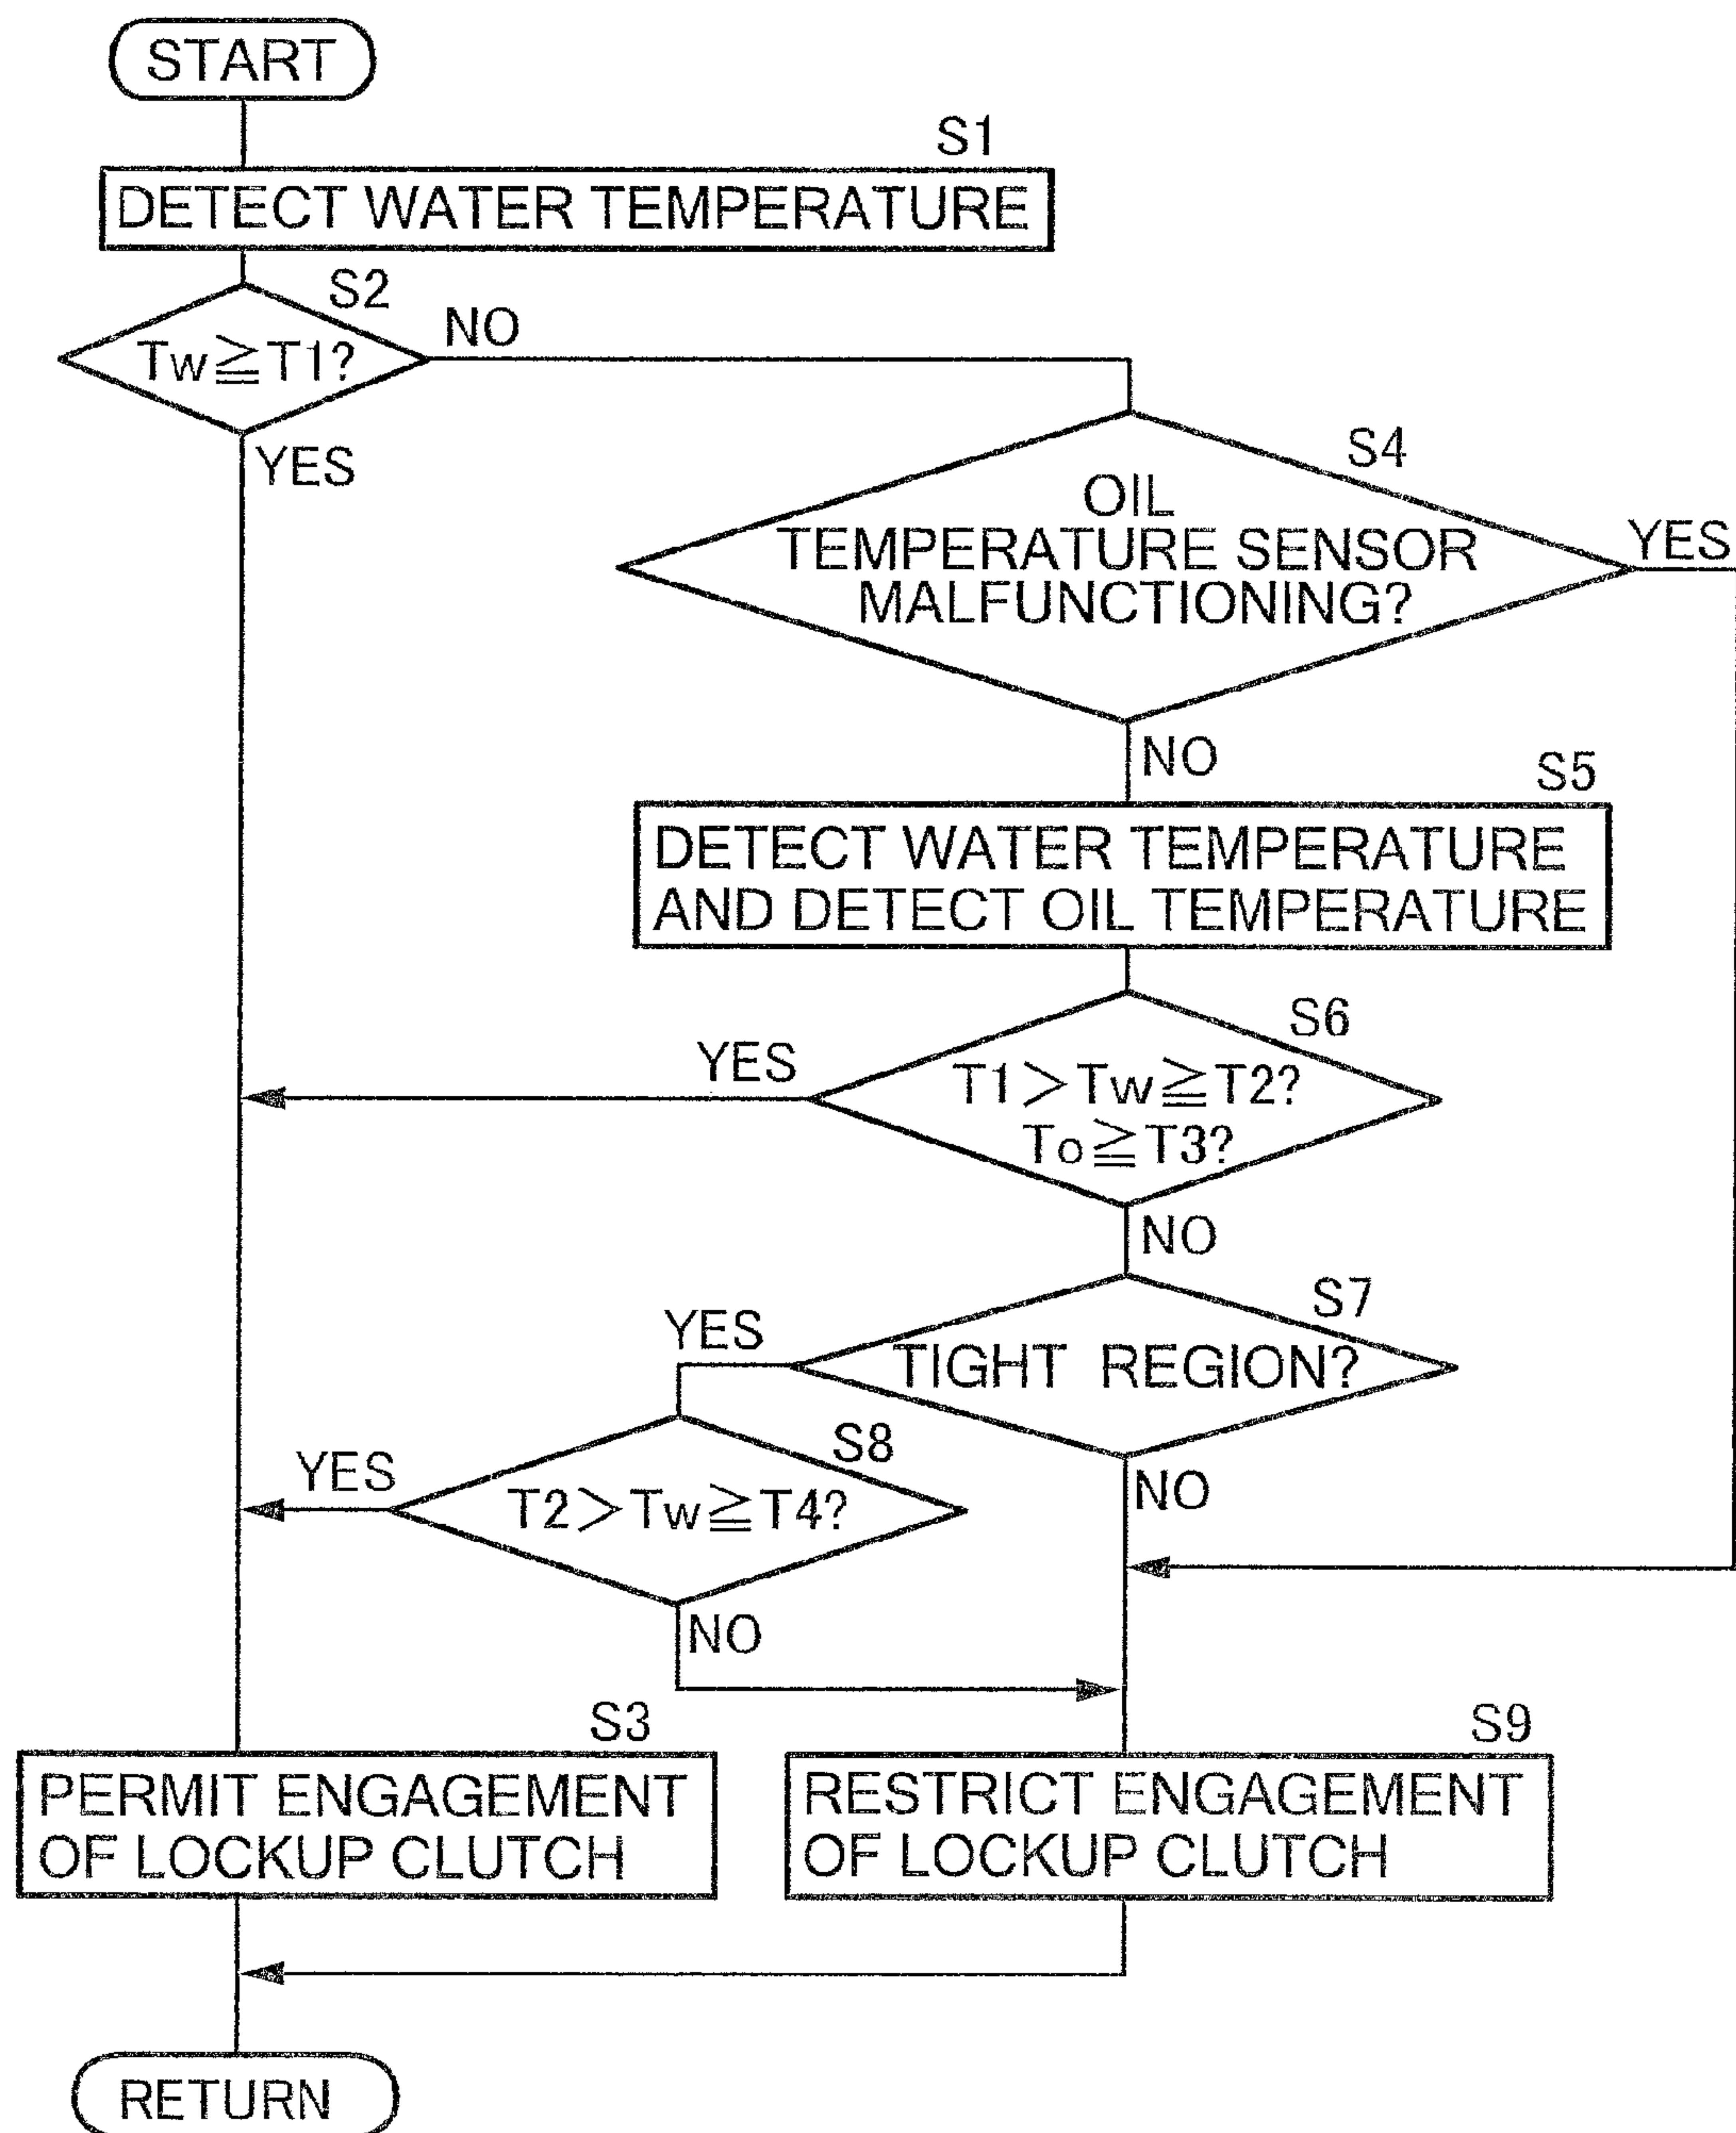 START
S1
DETECT WATER TEMPERATURE
S2
Tw≧T1?
NO
YES
S4
OIL
TEMPERATURE SENSOR
MALFUNCTIONING?
YES
NO
S5
DETECT WATER TEMPERATURE
AND DETECT OIL TEMPERATURE
S6
YES
T1>Tw≧T2?
To≧T3?
NO
S7
YES
TIGHT REGION?
NO
S8
YES
T2>Tw≧T4?
NO
S3
PERMIT ENGAGEMENT
OF LOCKUP CLUTCH
S9
RESTRICT ENGAGEMENT
OF LOCKUP CLUTCH
RETURN